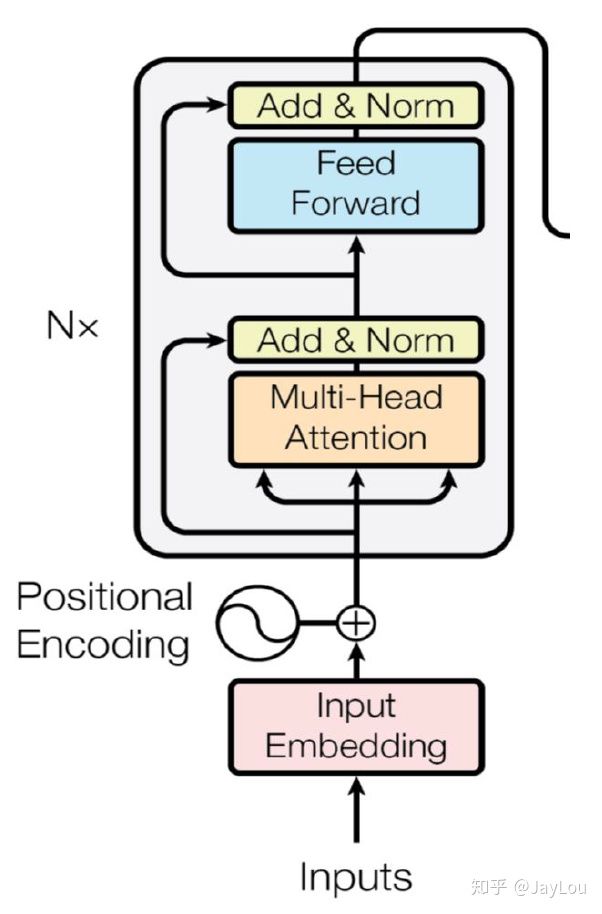 Add & Norm
Feed
Forward
Nx
Add & Norm
Multi-Head
Attention
Positional
Encoding
Input
Embedding
Inputs
知乎 @JayLou